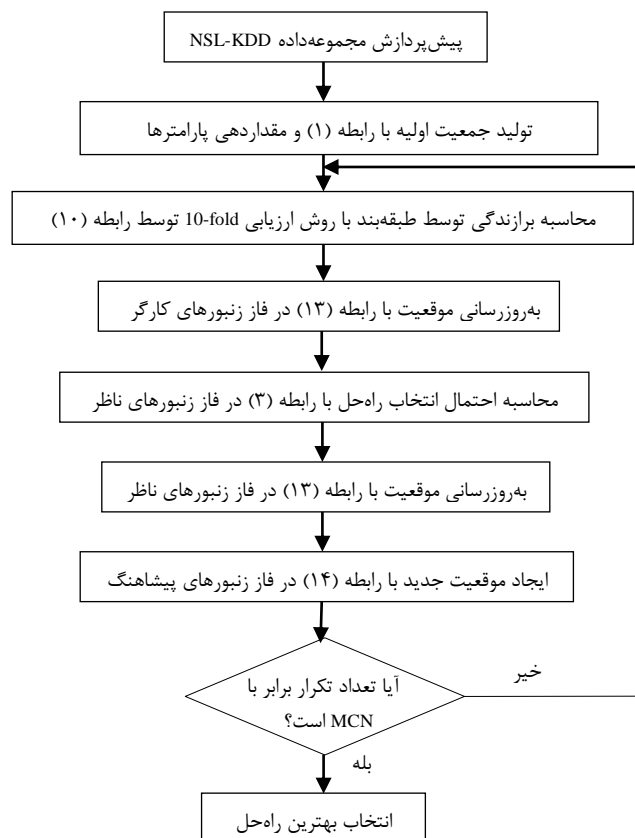 پیش‌پردازش مجموعه‌داده NSL-KDD
تولید جمعیت اولیه با رابطه (۱) و مقداردهی پارامترها
محاسبه برازندگی توسط طبقه‌بند با روش ارزیابی 10-fold توسط رابطه (۱۰)
به‌روزرسانی موقعیت با رابطه (۱۳) در فاز زنبورهای کارگر
محاسبه احتمال انتخاب راه‌حل با رابطه (۳) در فاز زنبورهای ناظر
به‌روزرسانی موقعیت با رابطه (۱۳) در فاز زنبورهای ناظر
ایجاد موقعیت جدید با رابطه (۱۴) در فاز زنبورهای پیشاهنگ
آیا تعداد تکرار برابر با
MCN است؟
خیر
بله
انتخاب بهترین راه‌حل